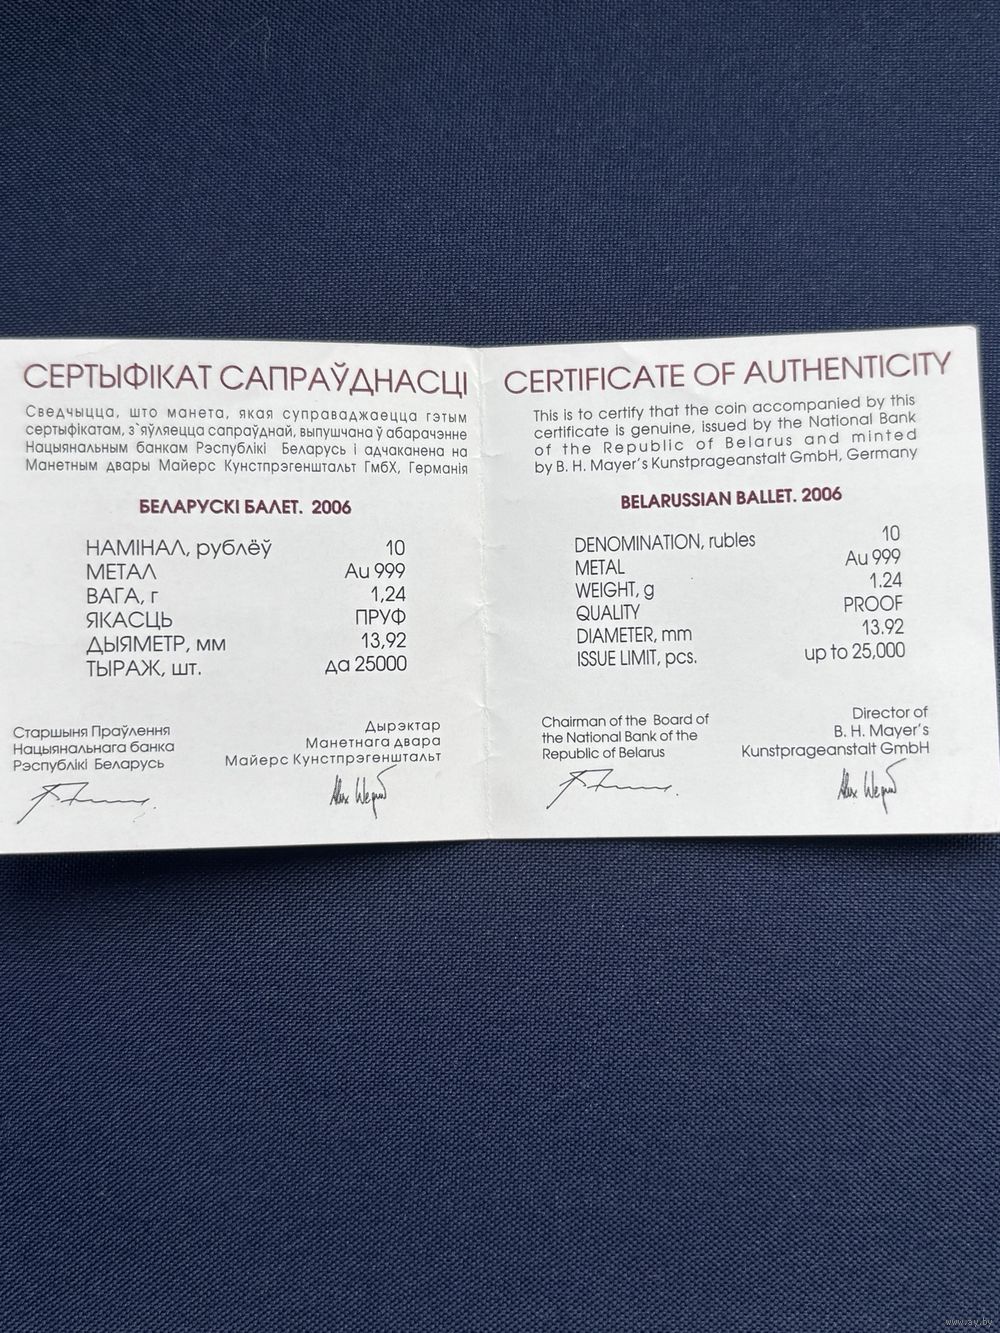 СЕРТЫФІКАТ САПРАЎДНАСЦІ
Сведчыцца, што манета, якая суправаджаецца гэтым
сертыфікатам, з`яўляецца сапраўднай, выпушчана ў абарачэнне
Нацыянальным банкам Рэспублікі Беларусь і адчаканена на
Манетным двары Майерс Кунстпрэгенштальт ГмбХ, Германія
БЕЛАРУСКІ БАЛЕТ. 2006
НАМІНАЛ, рублёў 10
МЕТАЛ Au 999
ВАГА, г 1,24
ЯКАСЦЬ ПРУФ
ДЫЯМЕТР, мм 13,92
ТЫРАЖ, шт. да 25000
Старшыня Праўлення
Нацыянальнага банка
Рэспублікі Беларусь
Дырэктар
Манетнага двара
Майерс Кунстпрэгенштальт
CERTIFICATE OF AUTHENTICITY
This is to certify that the coin accompanied by this
certificate is genuine, issued by the National Bank
of the Republic of Belarus and minted
by B. H. Mayer's Kunstprageanstalt GmbH, Germany
BELARUSSIAN BALLET. 2006
DENOMINATION, rubles 10
METAL Au 999
WEIGHT, g 1.24
QUALITY PROOF
DIAMETER, mm 13.92
ISSUE LIMIT, pcs. up to 25,000
Chairman of the Board of
the National Bank of the
Republic of Belarus
Director of
B. H. Mayer's
Kunstprageanstalt GmbH
www.ay.by